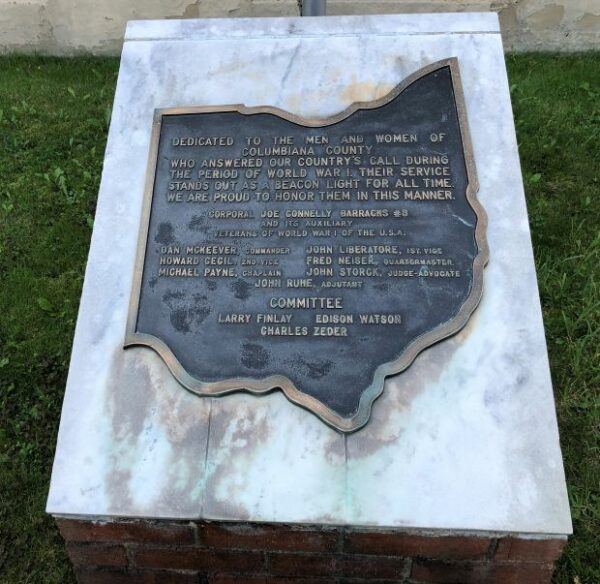 DEDICATED TO THE MEN AND WOMEN OF
COLUMBIANA COUNTY
WHO ANSWERED OUR COUNTRY'S CALL DURING
THE PERIOD OF WORLD WAR I. THEIR SERVICE
STANDS OUT AS A BEACON LIGHT FOR ALL TIME.
WE ARE PROUD TO HONOR THEM IN THIS MANNER.
CORPORAL JOE CONNELLY BARRACKS #8
AND ITS AUXILIARY
VETERANS OF WORLD WAR I OF THE U.S.A.
DAN MCKEEVER, COMMANDER JOHN LIBERATORE, 1ST VICE
HOWARD CECIL, 2ND VICE FRED NEISER, QUARTERMASTER
MICHAEL PAYNE, CHAPLAIN JOHN STORCK, JUDGE-ADVOCATE
JOHN RUHE, ADJUTANT
COMMITTEE
LARRY FINLAY EDISON WATSON
CHARLES ZEDER